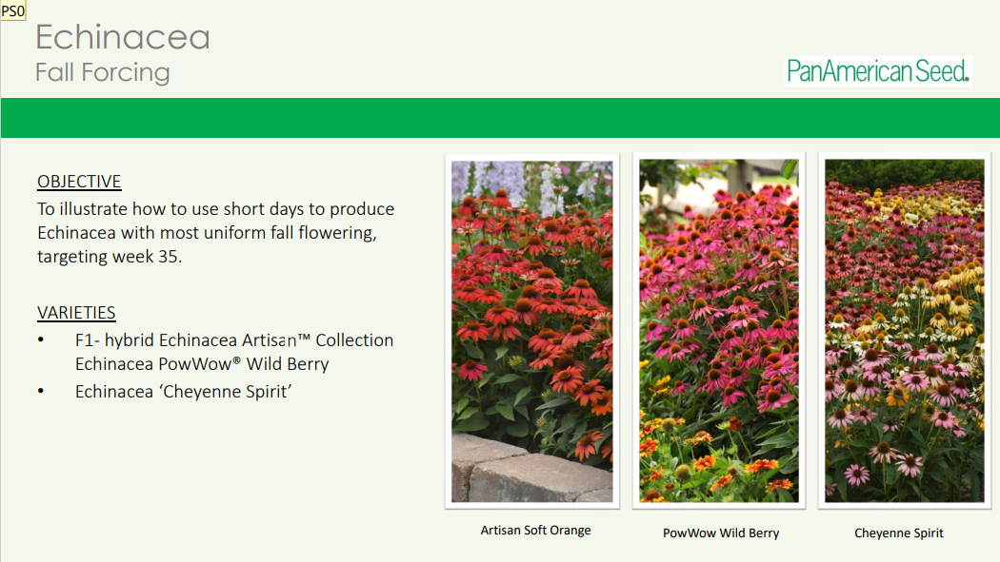 PS0
Echinacea
Fall Forcing
PanAmerican Seed®
OBJECTIVE
To illustrate how to use short days to produce
Echinacea with most uniform fall flowering,
targeting week 35.
VARIETIES
• F1- hybrid Echinacea Artisan™ Collection
Echinacea PowWow® Wild Berry
• Echinacea ‘Cheyenne Spirit’
Artisan Soft Orange
PowWow Wild Berry
Cheyenne Spirit